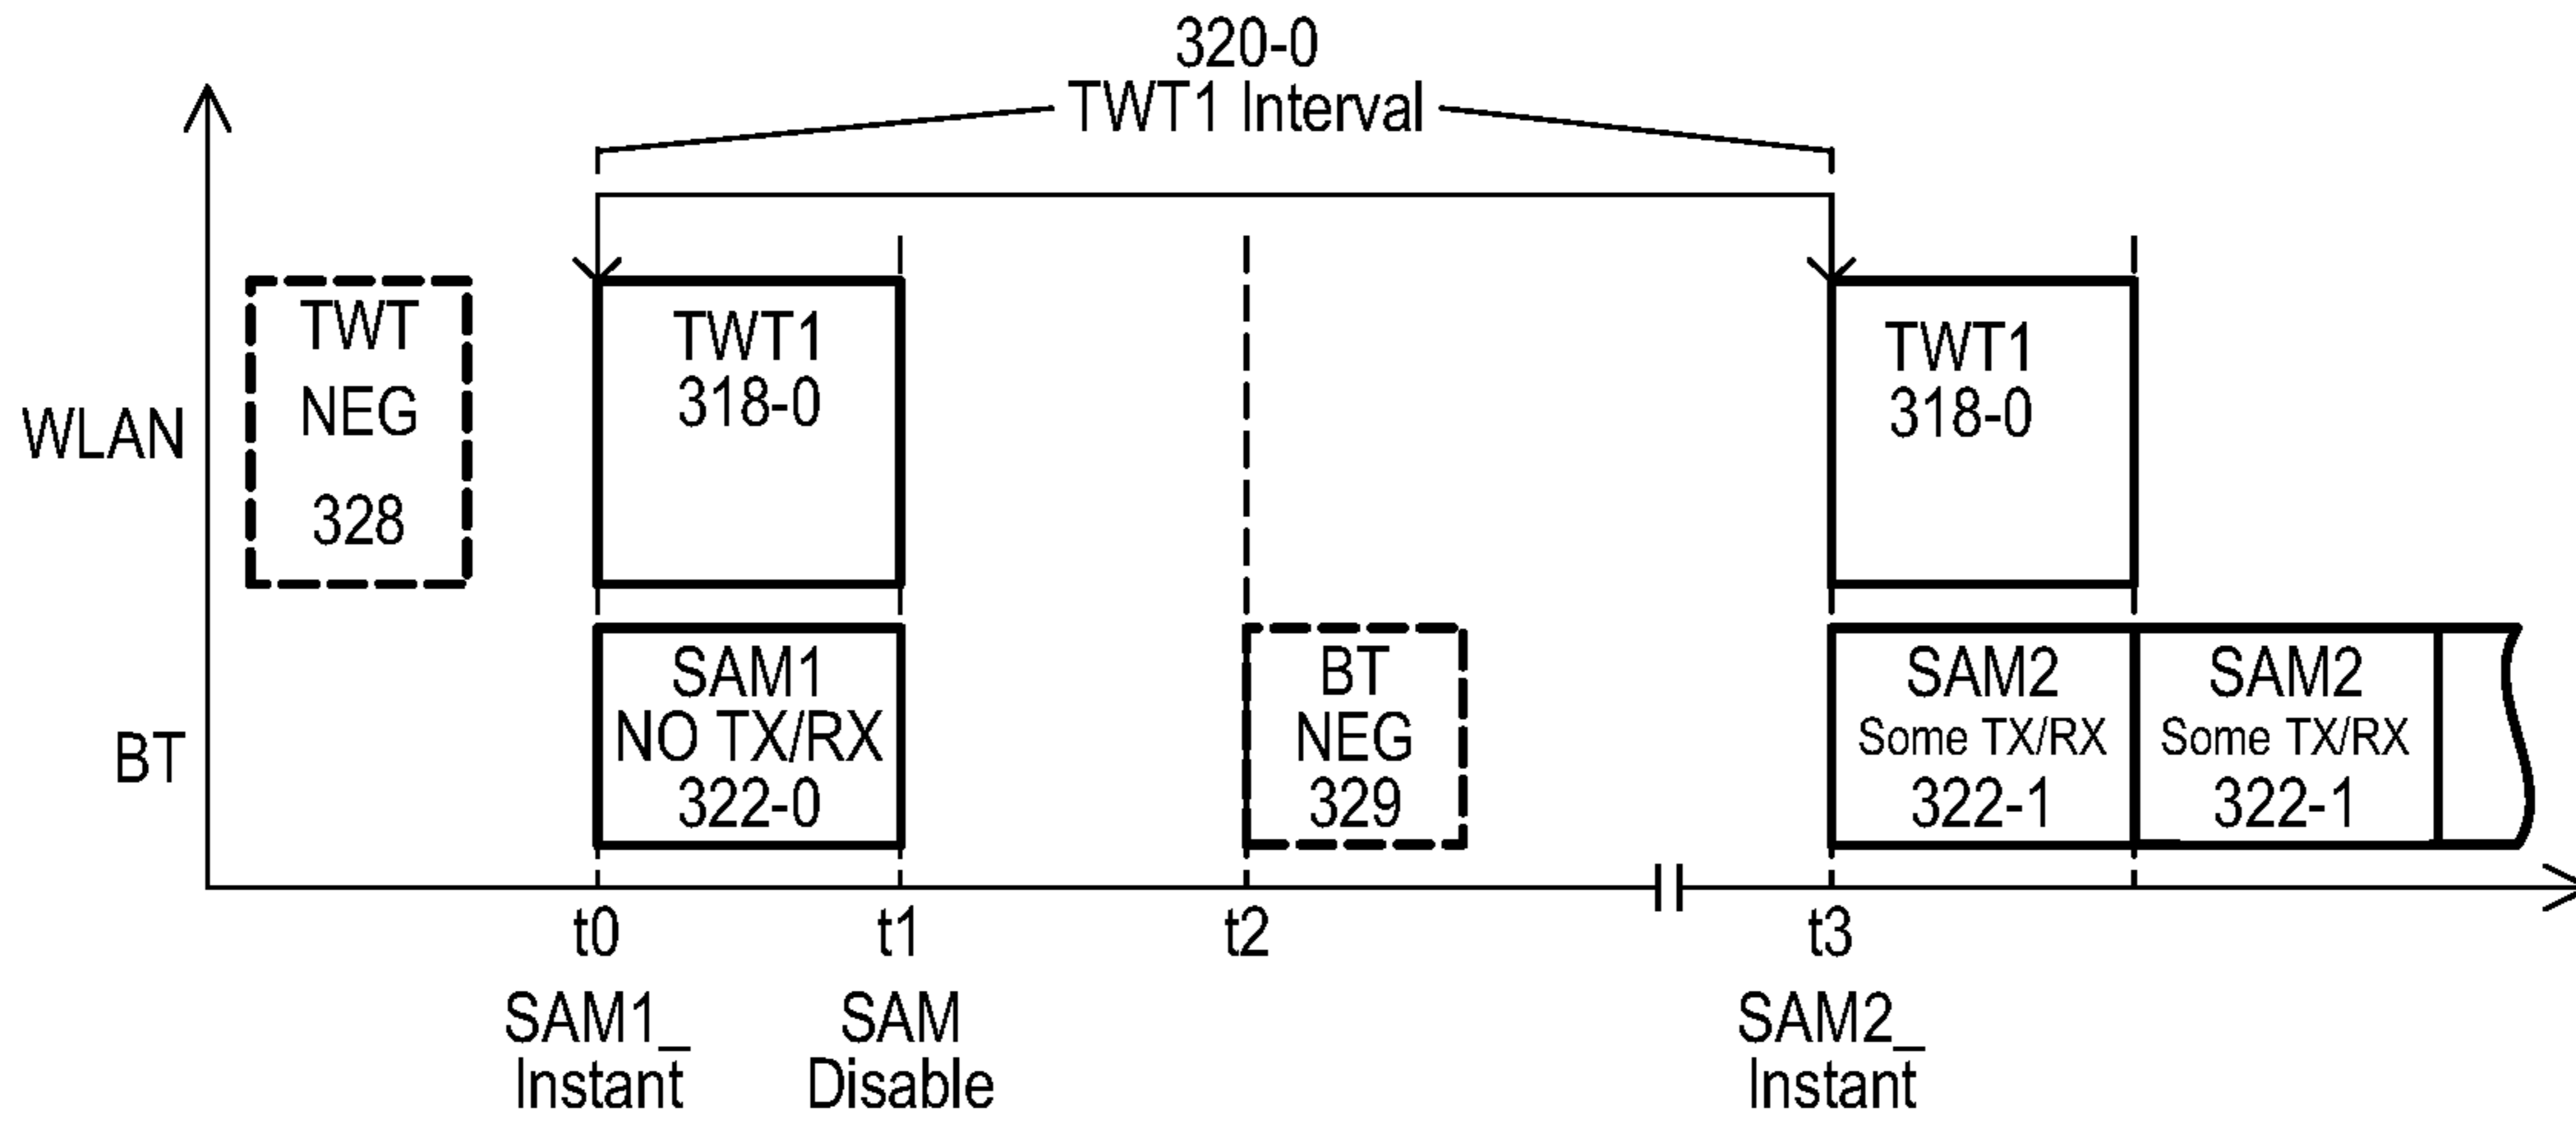 320-0
TWT1 Interval
TWT
NEG
328
TWT1
318-0
TWT1
318-0
WLAN
SAM1
NO TX/RX
322-0
BT
NEG
329
SAM2
Some TX/RX
322-1
SAM2
Some TX/RX
322-1
BT
t0
t1
t2
t3
SAM1_
Instant
SAM
Disable
SAM2_
Instant